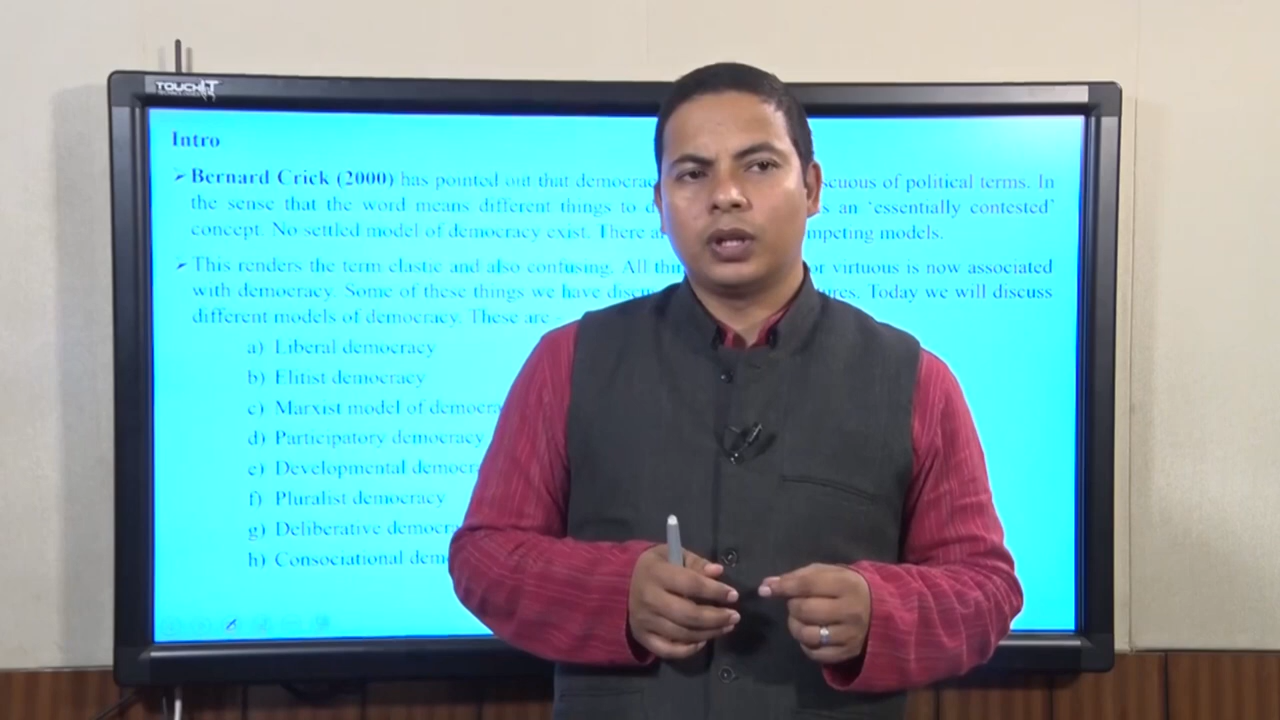 TOUCHIT
Intro
➢Bernard Crick (2000) has pointed out that democrac scuous of political terms. In
the sense that the word means different things to d s an ‘essentially contested’
concept. No settled model of democracy exist. There a mpeting models.
➢This renders the term elastic and also confusing. All thin or virtuous is now associated
with democracy. Some of these things we have discu ures. Today we will discuss
different models of democracy. These are –
a) Liberal democracy
b) Elitist democracy
c) Marxist model of democra
d) Participatory democracy
e) Developmental democr
f) Pluralist democracy
g) Deliberative democra
h) Consociational dem